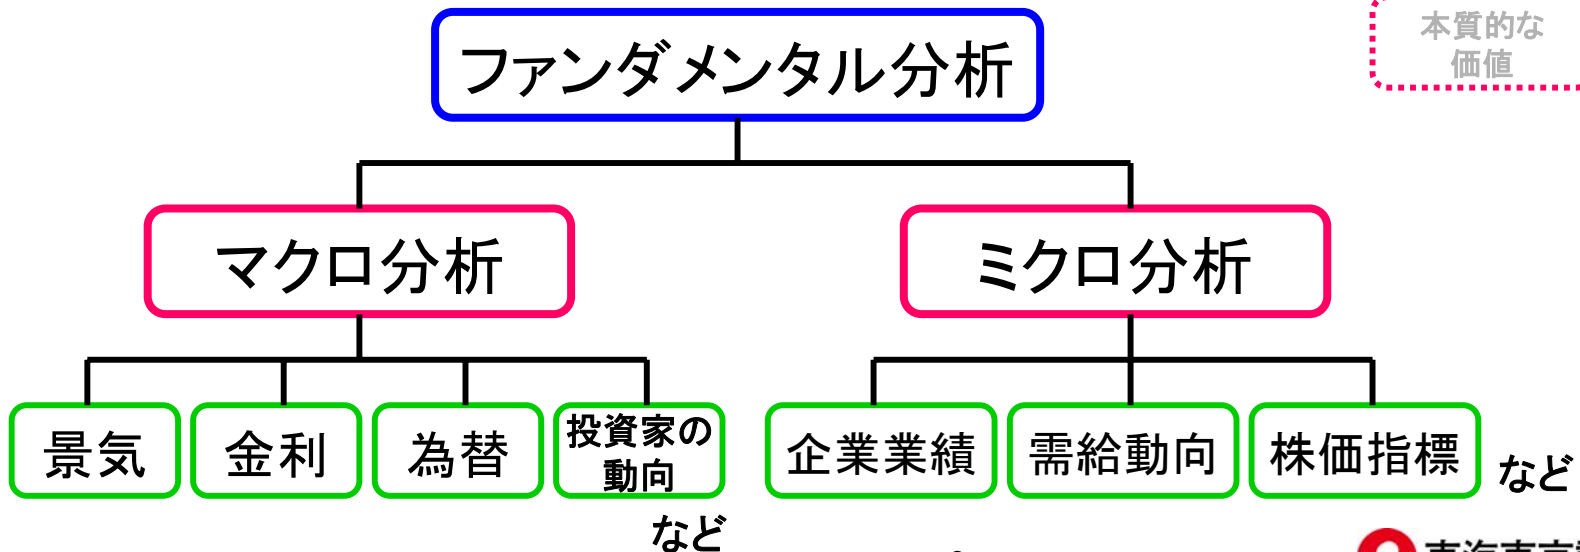 本質的な
価値
ファンダメンタル分析
マクロ分析
ミクロ分析
景気
金利
為替
投資家の
動向
など
企業業績
需給動向
株価指標
など